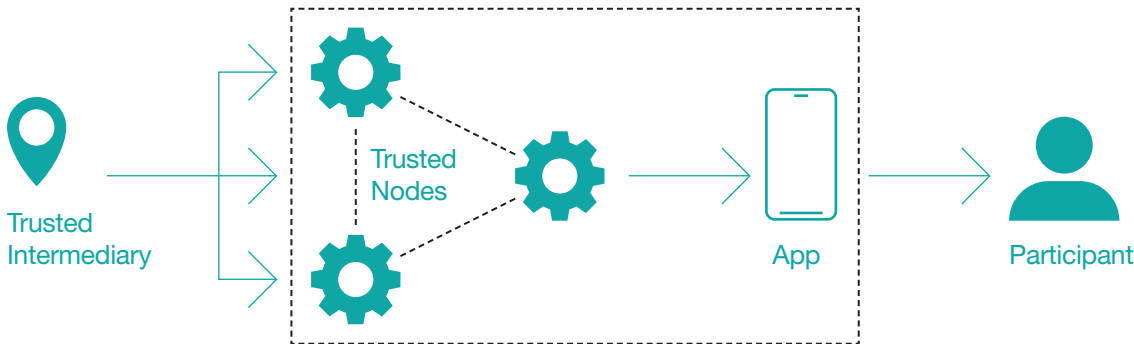 Trusted
Intermediary
Trusted
Nodes
App
Participant